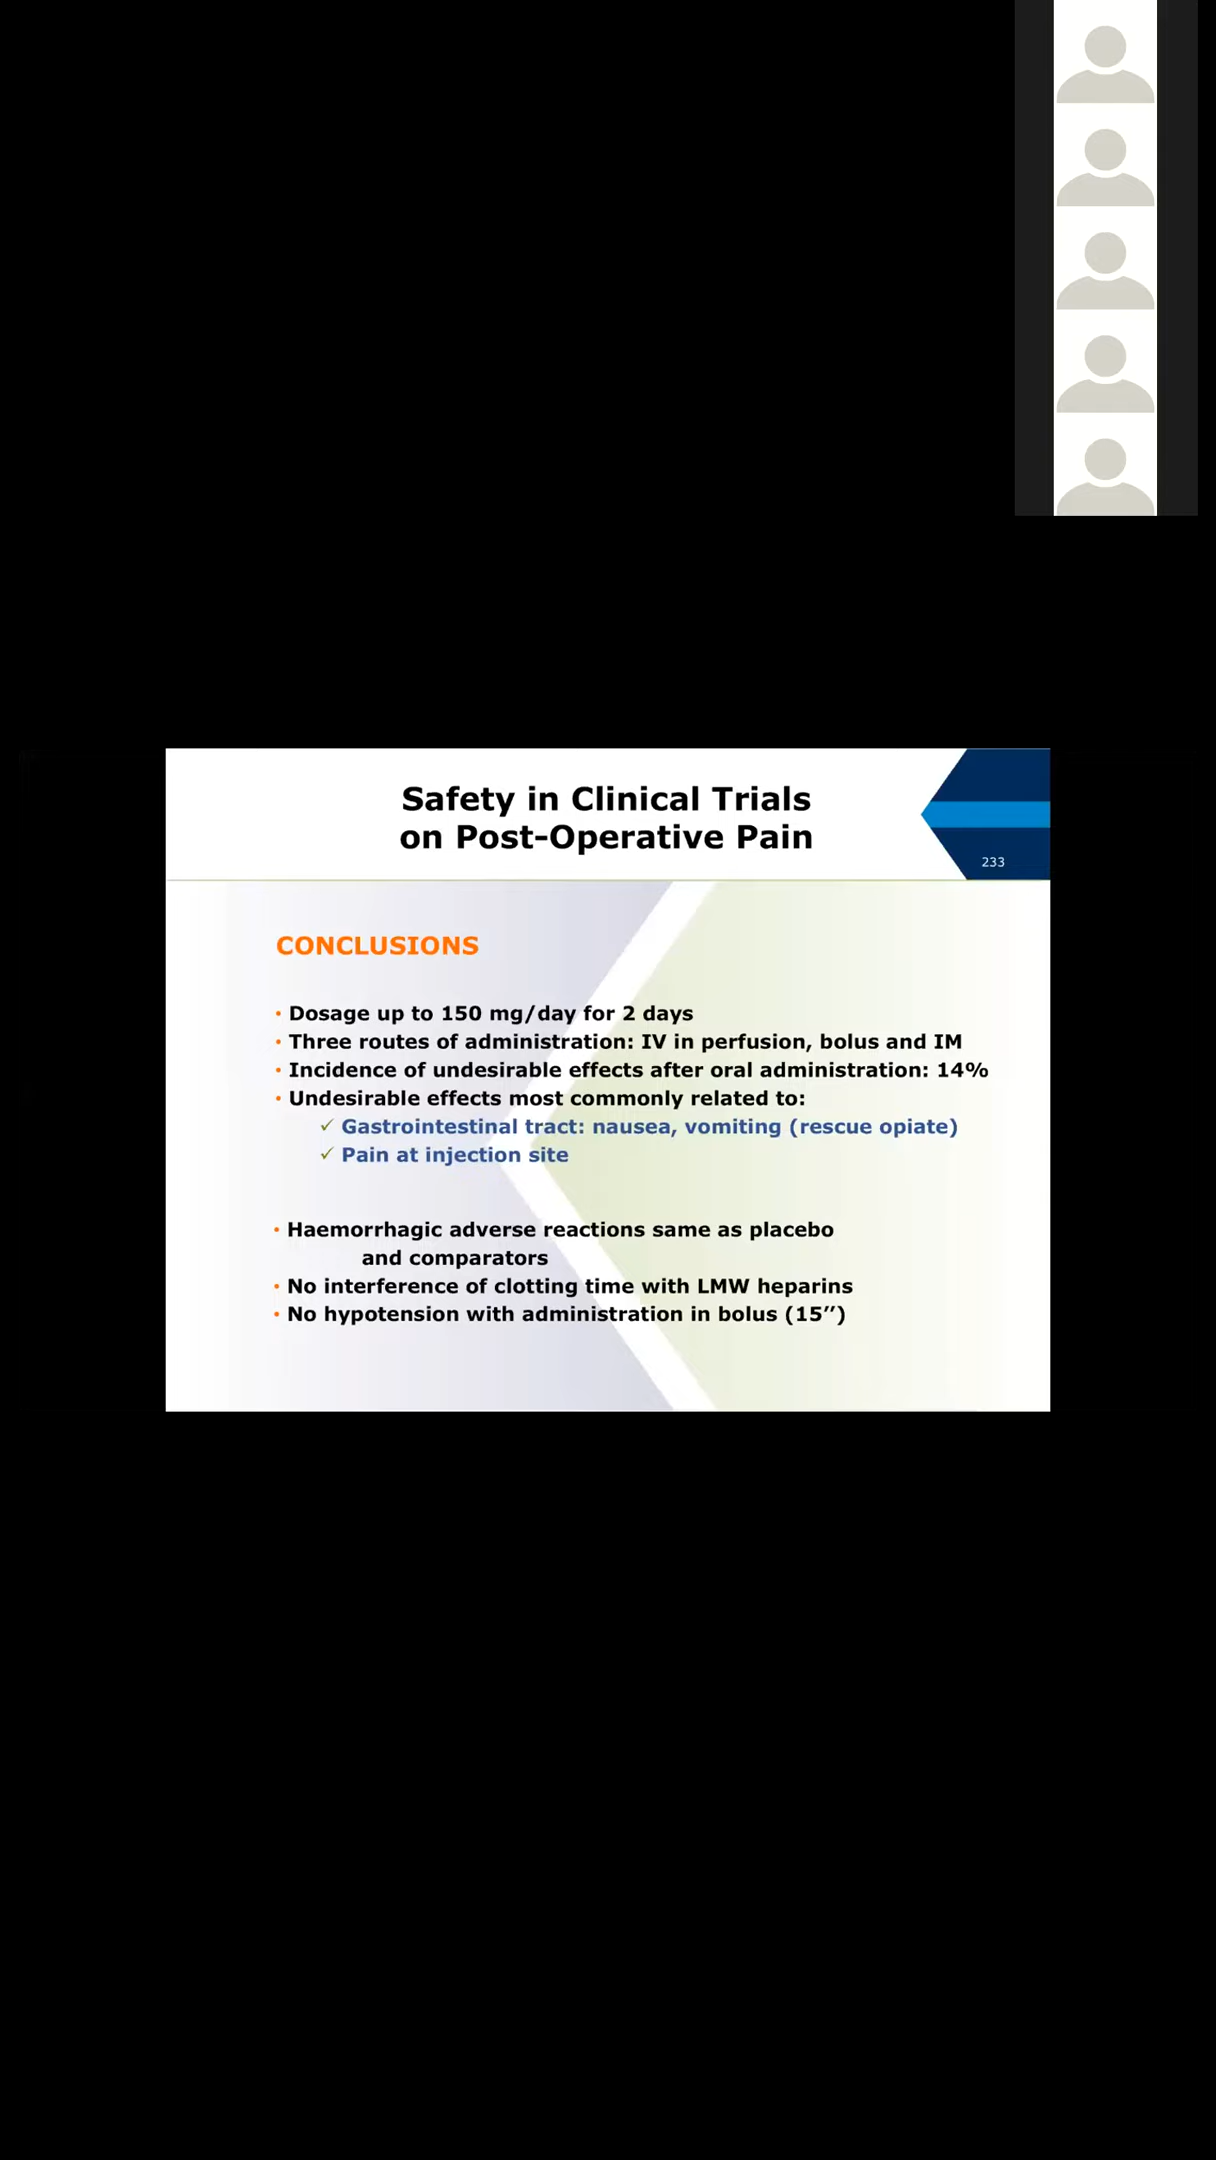 Safety in Clinical Trials
on Post-Operative Pain
233
CONCLUSIONS
• Dosage up to 150 mg/day for 2 days
• Three routes of administration: IV in perfusion, bolus and IM
• Incidence of undesirable effects after oral administration: 14%
• Undesirable effects most commonly related to:
✓ Gastrointestinal tract: nausea, vomiting (rescue opiate)
✓ Pain at injection site
• Haemorrhagic adverse reactions same as placebo
and comparators
• No interference of clotting time with LMW heparins
• No hypotension with administration in bolus (15’’)